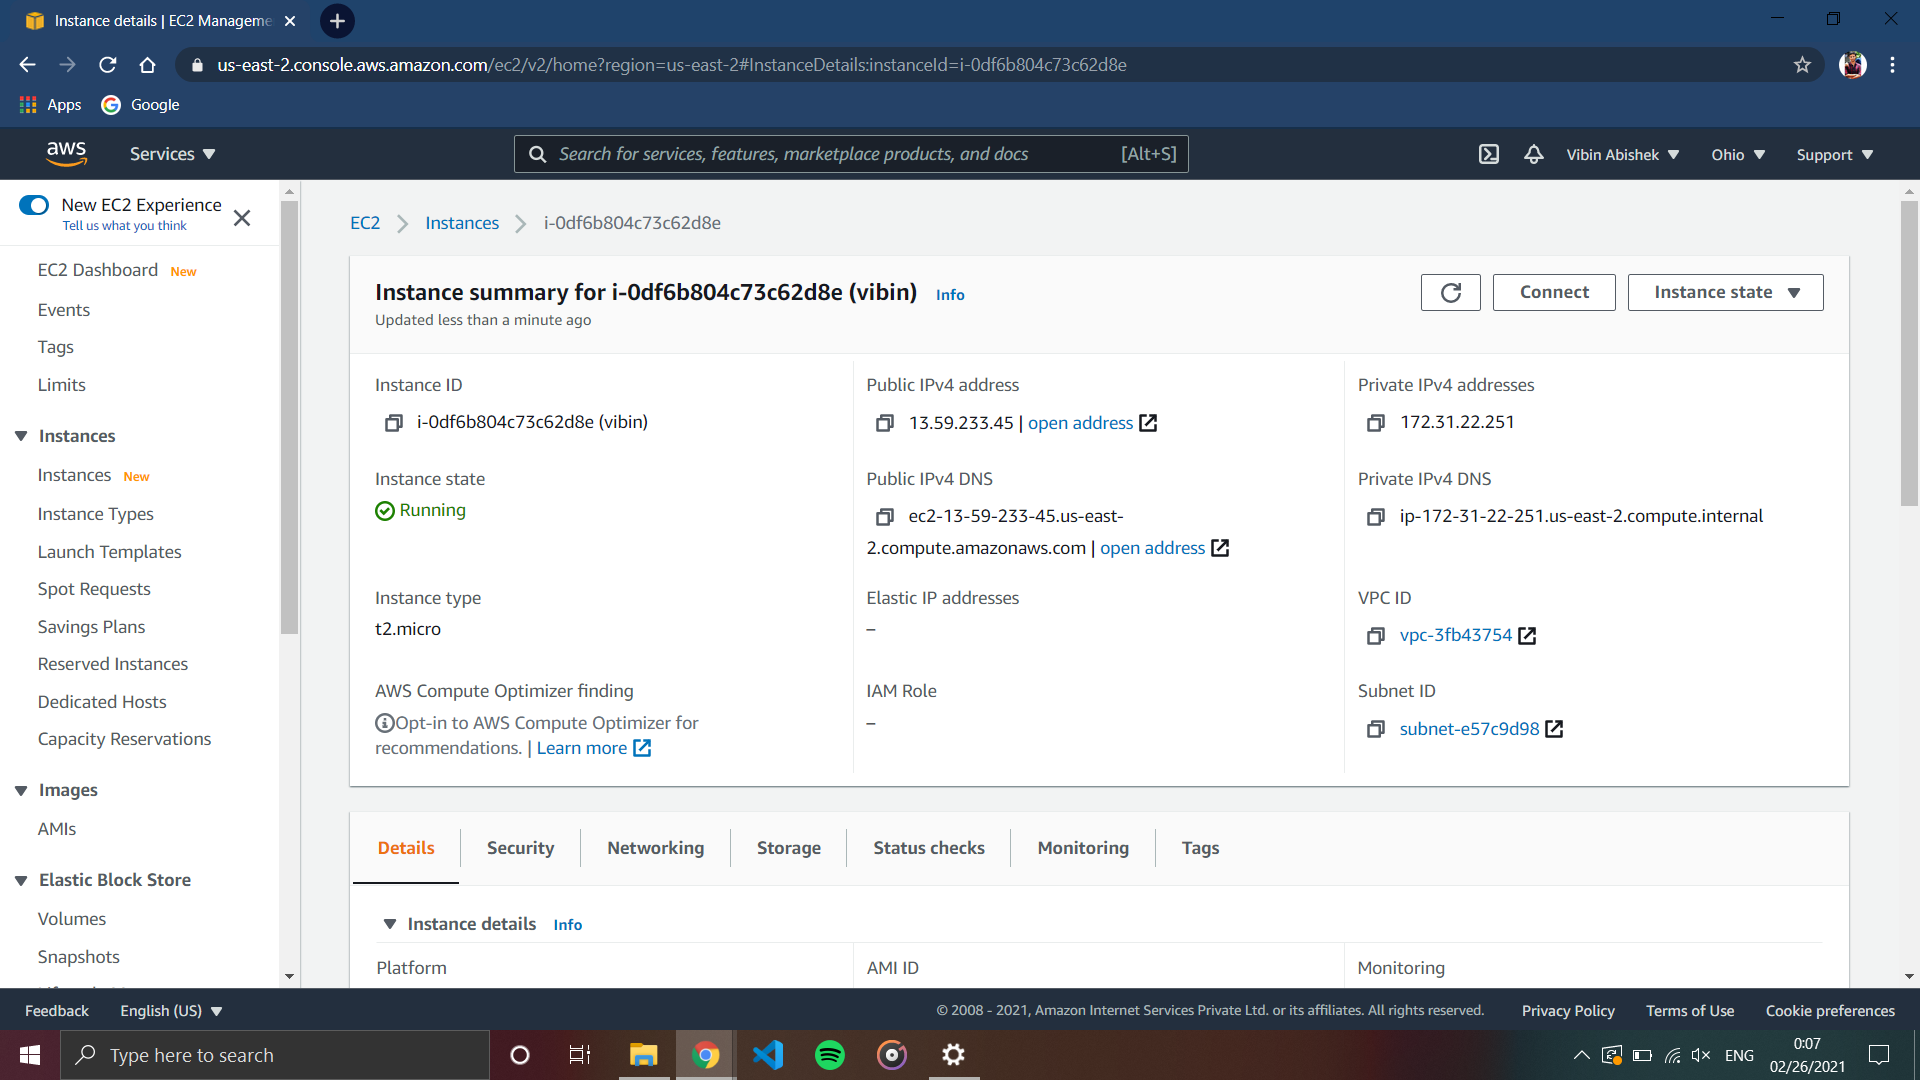 Instance details | EC2 Manageme
us-east-2.console.aws.amazon.com/ec2/v2/home?region=us-east-2#InstanceDetails:instanceId=i-0df6b804c73c62d8e
Apps
Google
aws
Services
Search for services, features, marketplace products, and docs
[Alt+S]
Vibin Abishek
Ohio
Support
New EC2 Experience
Tell us what you think
EC2 Dashboard New
Events
Tags
Limits
Instances
Instances New
Instance Types
Launch Templates
Spot Requests
Savings Plans
Reserved Instances
Dedicated Hosts
Capacity Reservations
Images
AMIs
Elastic Block Store
Volumes
Snapshots
EC2
Instances
i-0df6b804c73c62d8e
Instance summary for i-0df6b804c73c62d8e (vibin) Info
Updated less than a minute ago
Connect
Instance state
Instance ID
i-0df6b804c73c62d8e (vibin)
Public IPv4 address
13.59.233.45 | open address
Private IPv4 addresses
172.31.22.251
Instance state
Running
Public IPv4 DNS
ec2-13-59-233-45.us-east-
2.compute.amazonaws.com | open address
Private IPv4 DNS
ip-172-31-22-251.us-east-2.compute.internal
Instance type
t2.micro
Elastic IP addresses
–
VPC ID
vpc-3fb43754
AWS Compute Optimizer finding
Opt-in to AWS Compute Optimizer for
recommendations. | Learn more
IAM Role
–
Subnet ID
subnet-e57c9d98
Details
Security
Networking
Storage
Status checks
Monitoring
Tags
Instance details Info
Platform
AMI ID
Monitoring
Feedback
English (US)
© 2008 - 2021, Amazon Internet Services Private Ltd. or its affiliates. All rights reserved.
Privacy Policy
Terms of Use
Cookie preferences
Type here to search
ENG
0:07
02/26/2021